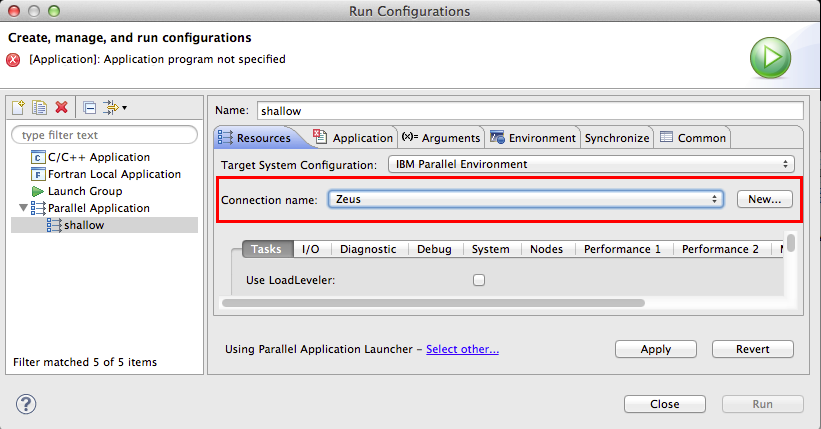 Run Configurations
Create, manage, and run configurations
[Application]: Application program not specified
type filter text
C/C++ Application
Fortran Local Application
Launch Group
Parallel Application
shallow
Filter matched 5 of 5 items
Name: shallow
Resources Application (x)= Arguments Environment Synchronize Common
Target System Configuration: IBM Parallel Environment
Connection name: Zeus New...
Tasks I/O Diagnostic Debug System Nodes Performance 1 Performance 2
Use LoadLeveler:
Using Parallel Application Launcher - Select other...
Apply Revert
? Close Run